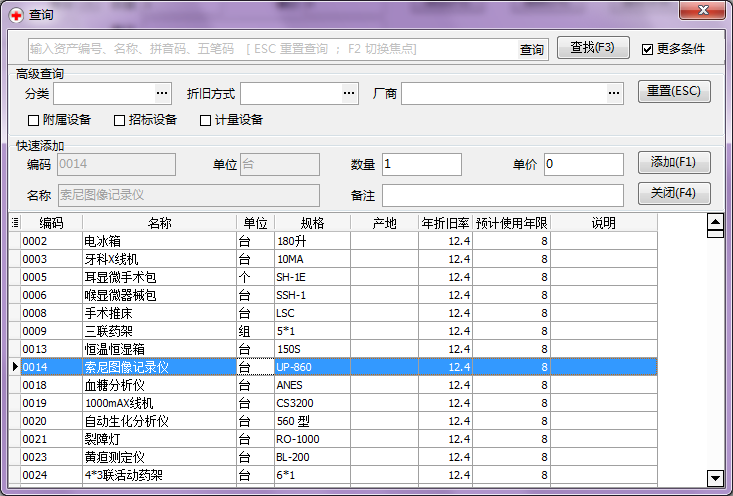 查询
输入资产编号、名称、拼音码、五笔码 [ ESC 重置查询 ; F2 切换焦点] 查询 查找(F3) 更多条件
高级查询
分类 ... 折旧方式 ... 厂商 ... 重置(ESC)
附属设备 招标设备 计量设备
快速添加
编码 0014 单位 台 数量 1 单价 0 添加(F1)
名称 索尼图像记录仪 备注 关闭(F4)
编码 名称 单位 规格 产地 年折旧率 预计使用年限 说明
0002 电冰箱 台 180升 12.4 8
0003 牙科X线机 台 10MA 12.4 8
0005 耳显微手术包 个 SH-1E 12.4 8
0006 喉显微器械包 台 SSH-1 12.4 8
0008 手术推床 台 LSC 12.4 8
0009 三联药架 组 5*1 12.4 8
0013 恒温恒湿箱 台 150S 12.4 8
0014 索尼图像记录仪 台 UP-860 12.4 8
0018 血糖分析仪 台 ANES 12.4 8
0019 1000mAX线机 台 CS3200 12.4 8
0020 自动生化分析仪 台 560 型 12.4 8
0021 裂隙灯 台 RO-1000 12.4 8
0023 黄疸测定仪 台 BL-200 12.4 8
0024 4*3联活动药架 台 6*1 12.4 8